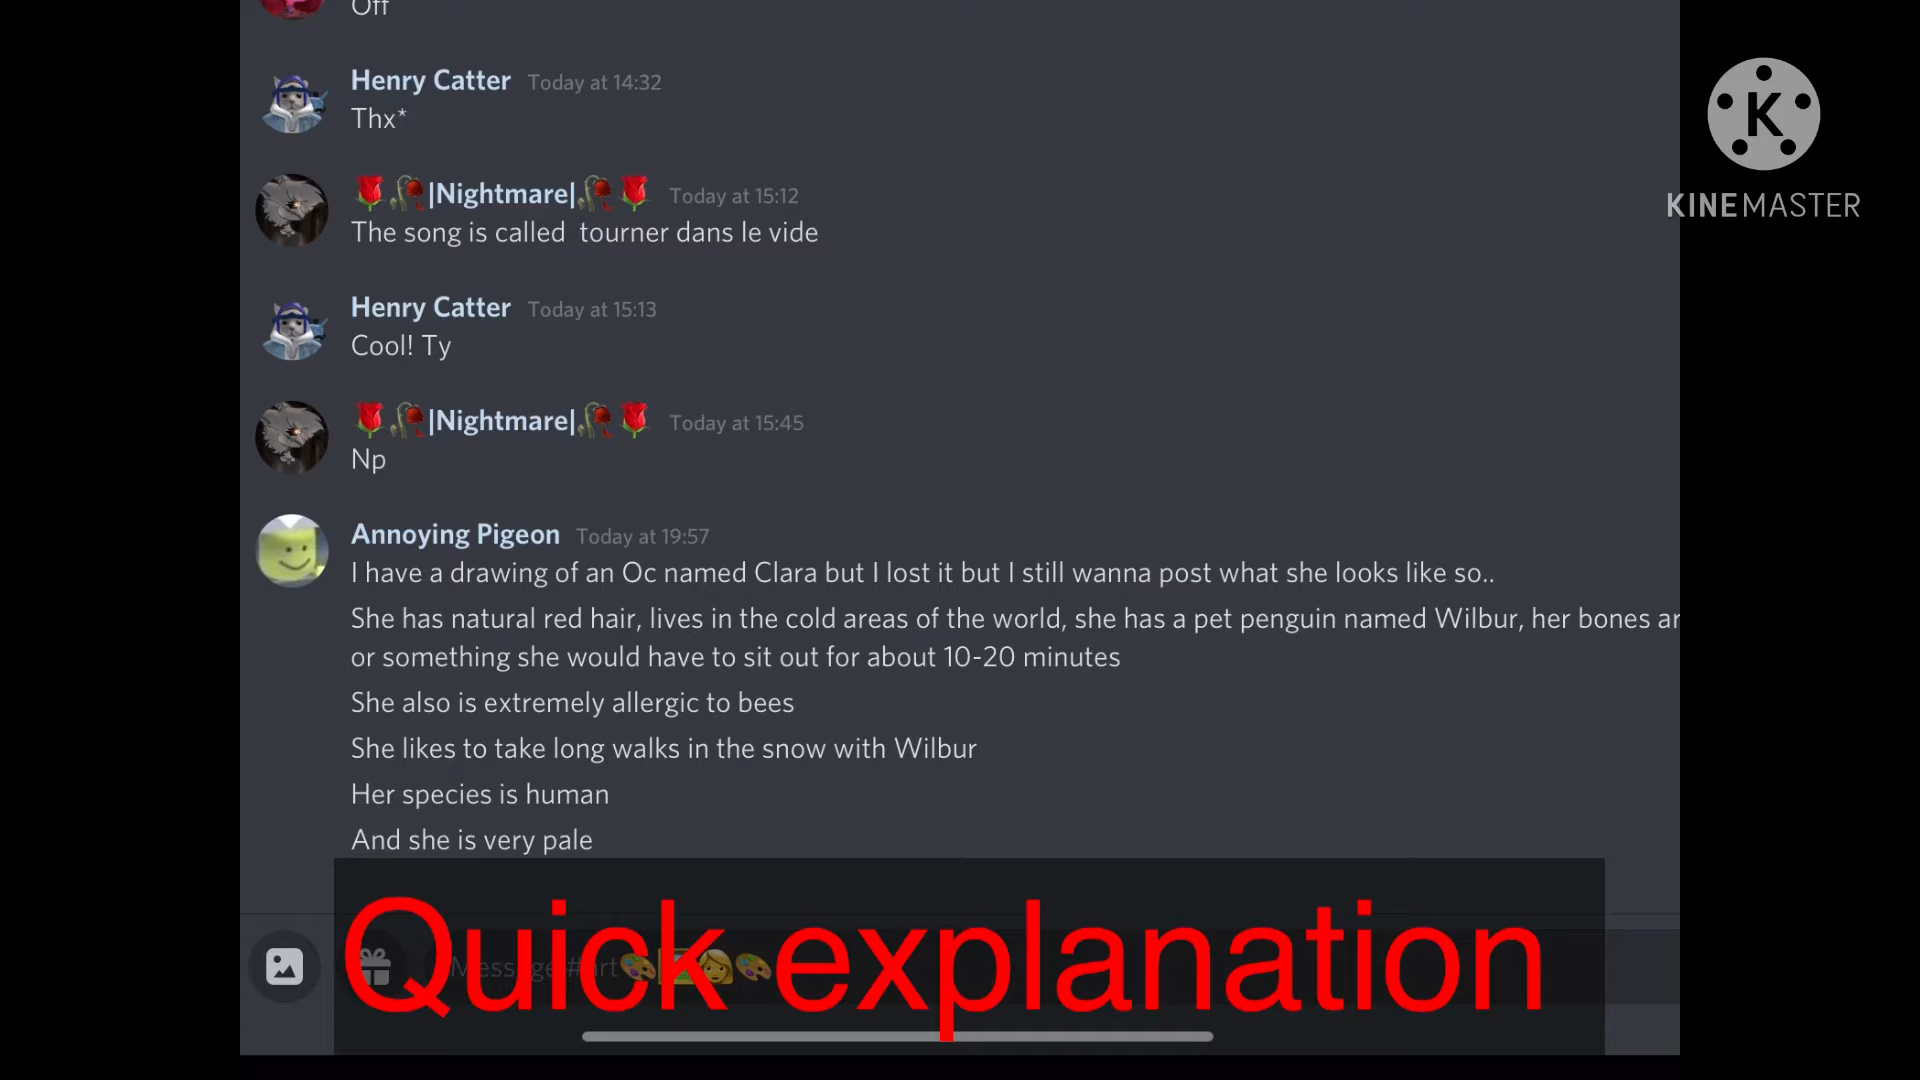 Off
Henry Catter Today at 14:32
Thx*
🌹🥀|Nightmare|🥀🌹 Today at 15:12
The song is called tourner dans le vide
Henry Catter Today at 15:13
Cool! Ty
🌹🥀|Nightmare|🥀🌹 Today at 15:45
Np
Annoying Pigeon Today at 19:57
I have a drawing of an Oc named Clara but I lost it but I still wanna post what she looks like so..
She has natural red hair, lives in the cold areas of the world, she has a pet penguin named Wilbur, her bones ar
or something she would have to sit out for about 10-20 minutes
She also is extremely allergic to bees
She likes to take long walks in the snow with Wilbur
Her species is human
And she is very pale
Message #art🎨
Quick explanation
K
KINEMASTER